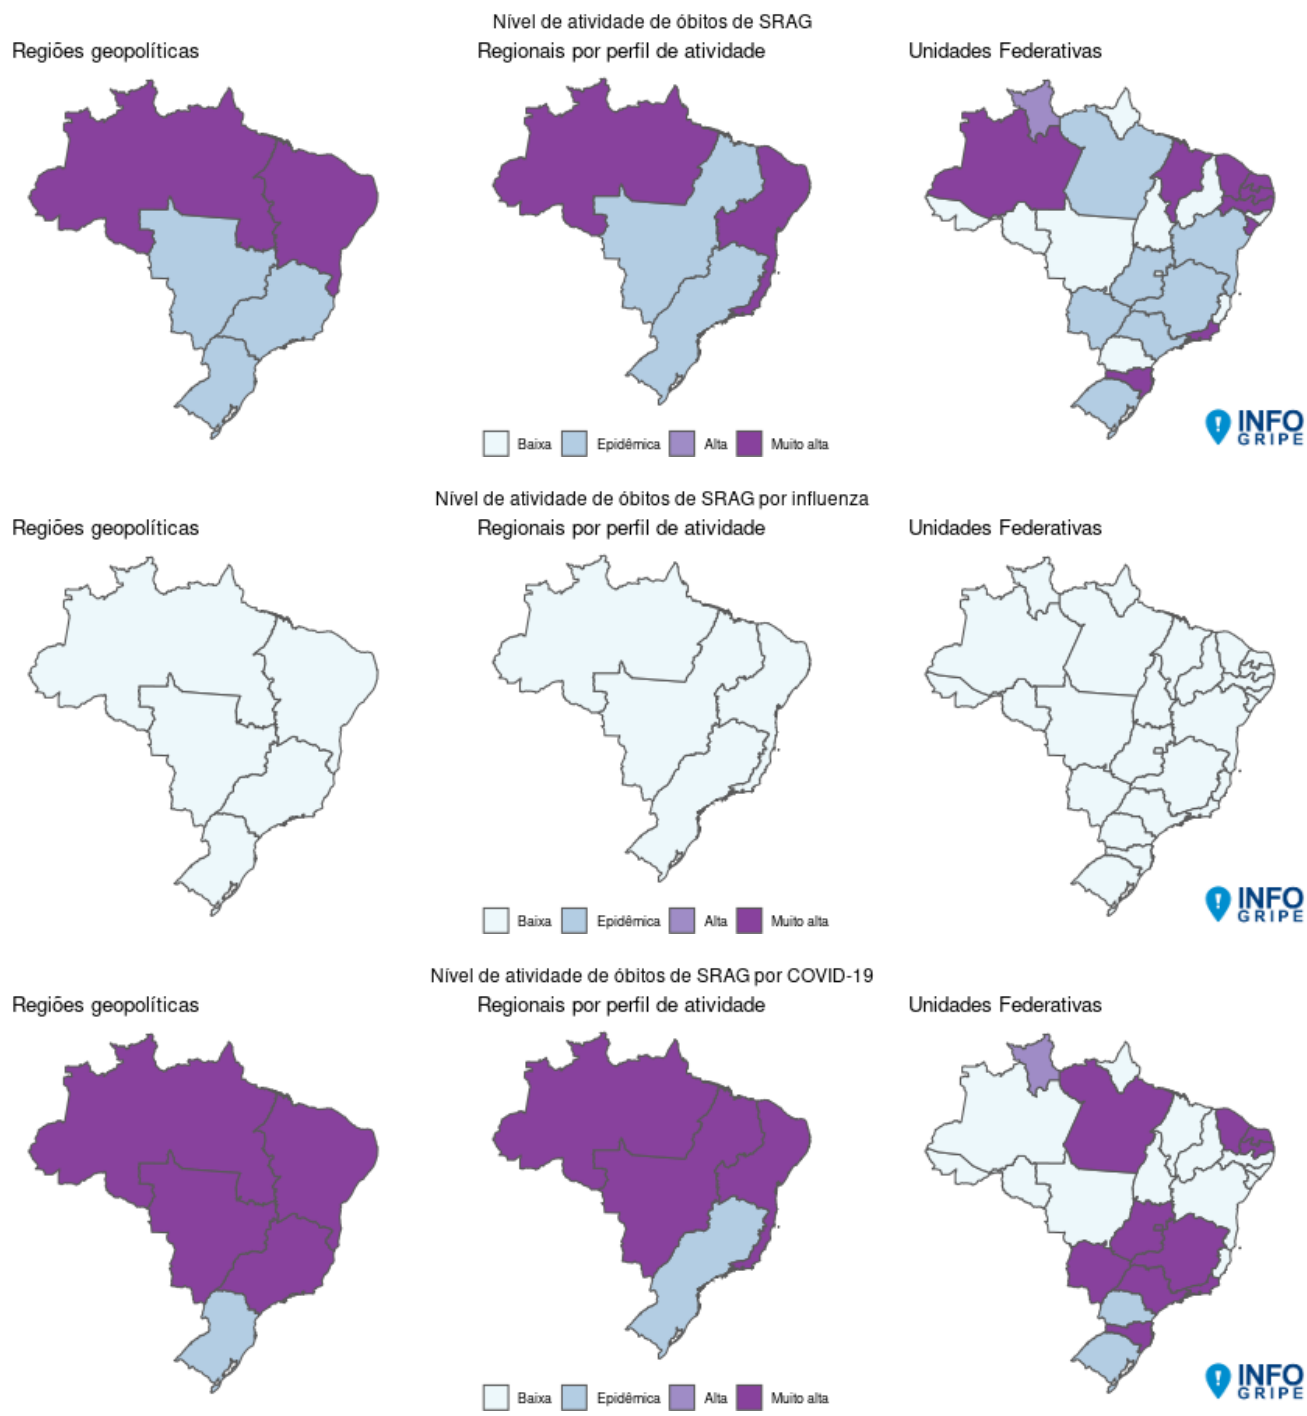 Nível de atividade de óbitos de SRAG
Regiões geopolíticas
Regionais por perfil de atividade
Unidades Federativas
Baixa Epidêmica Alta Muito alta
INFO
GRIPE
Nível de atividade de óbitos de SRAG por influenza
Regiões geopolíticas
Regionais por perfil de atividade
Unidades Federativas
Baixa Epidêmica Alta Muito alta
INFO
GRIPE
Nível de atividade de óbitos de SRAG por COVID-19
Regiões geopolíticas
Regionais por perfil de atividade
Unidades Federativas
Baixa Epidêmica Alta Muito alta
INFO
GRIPE